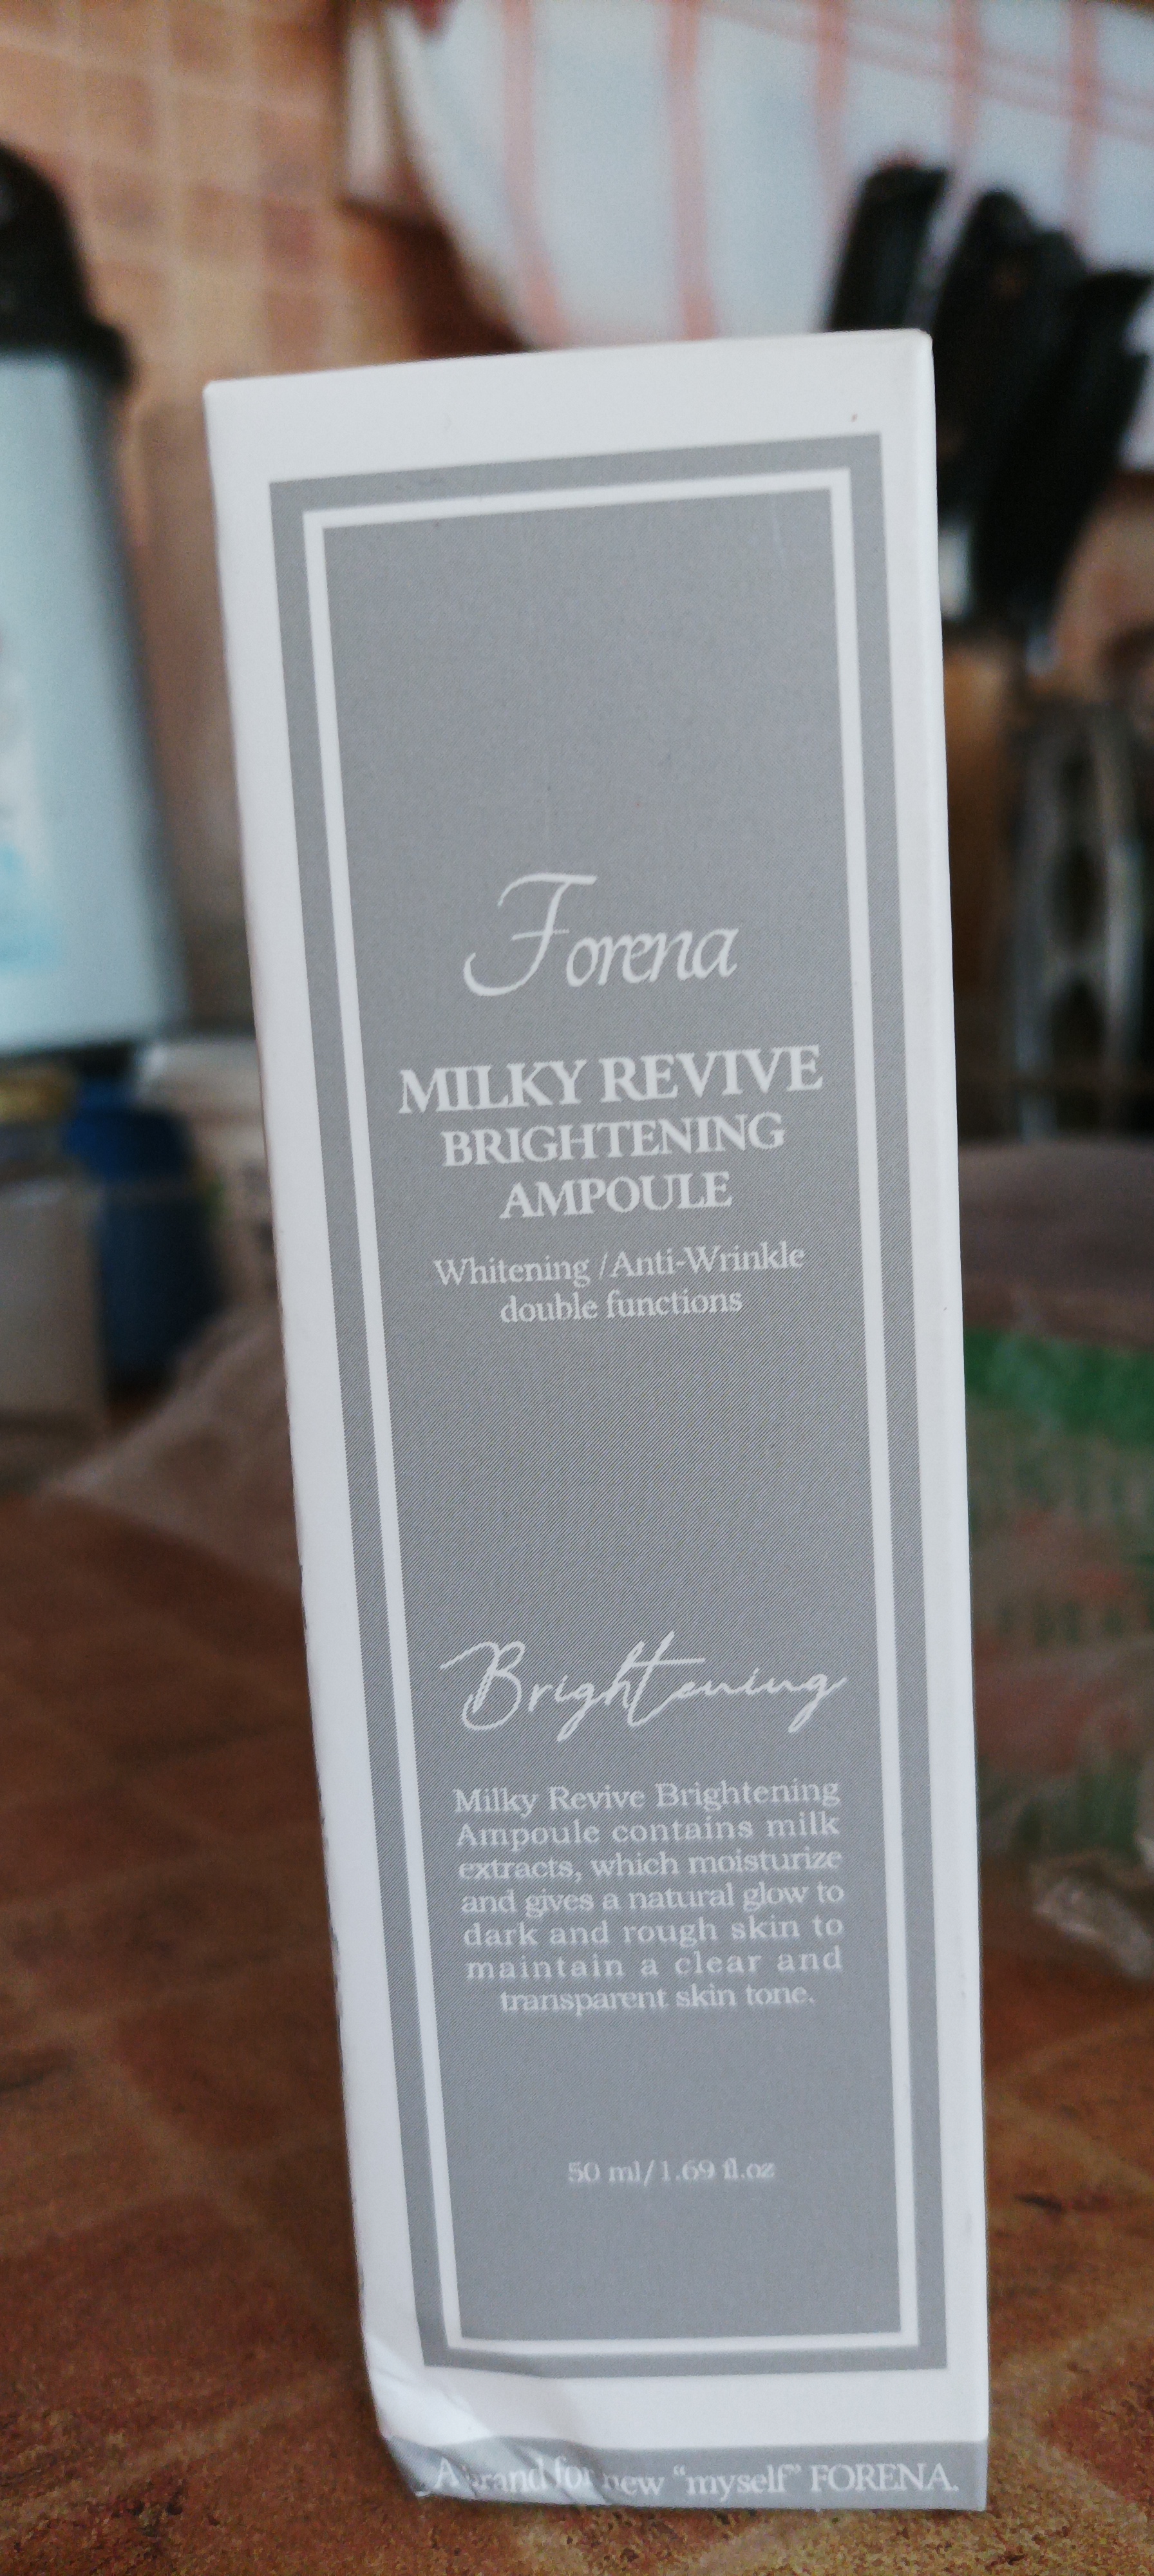 Forena
MILKY REVIVE
BRIGHTENING
AMPOULE
Whitening /Anti-Wrinkle
double functions
Brightening
Milky Revive Brightening
Ampoule contains milk
extracts, which moisturize
and gives a natural glow to
dark and rough skin to
maintain a clear and
transparent skin tone.
50 ml/1.69 fl.oz
A brand for new “myself” FORENA.